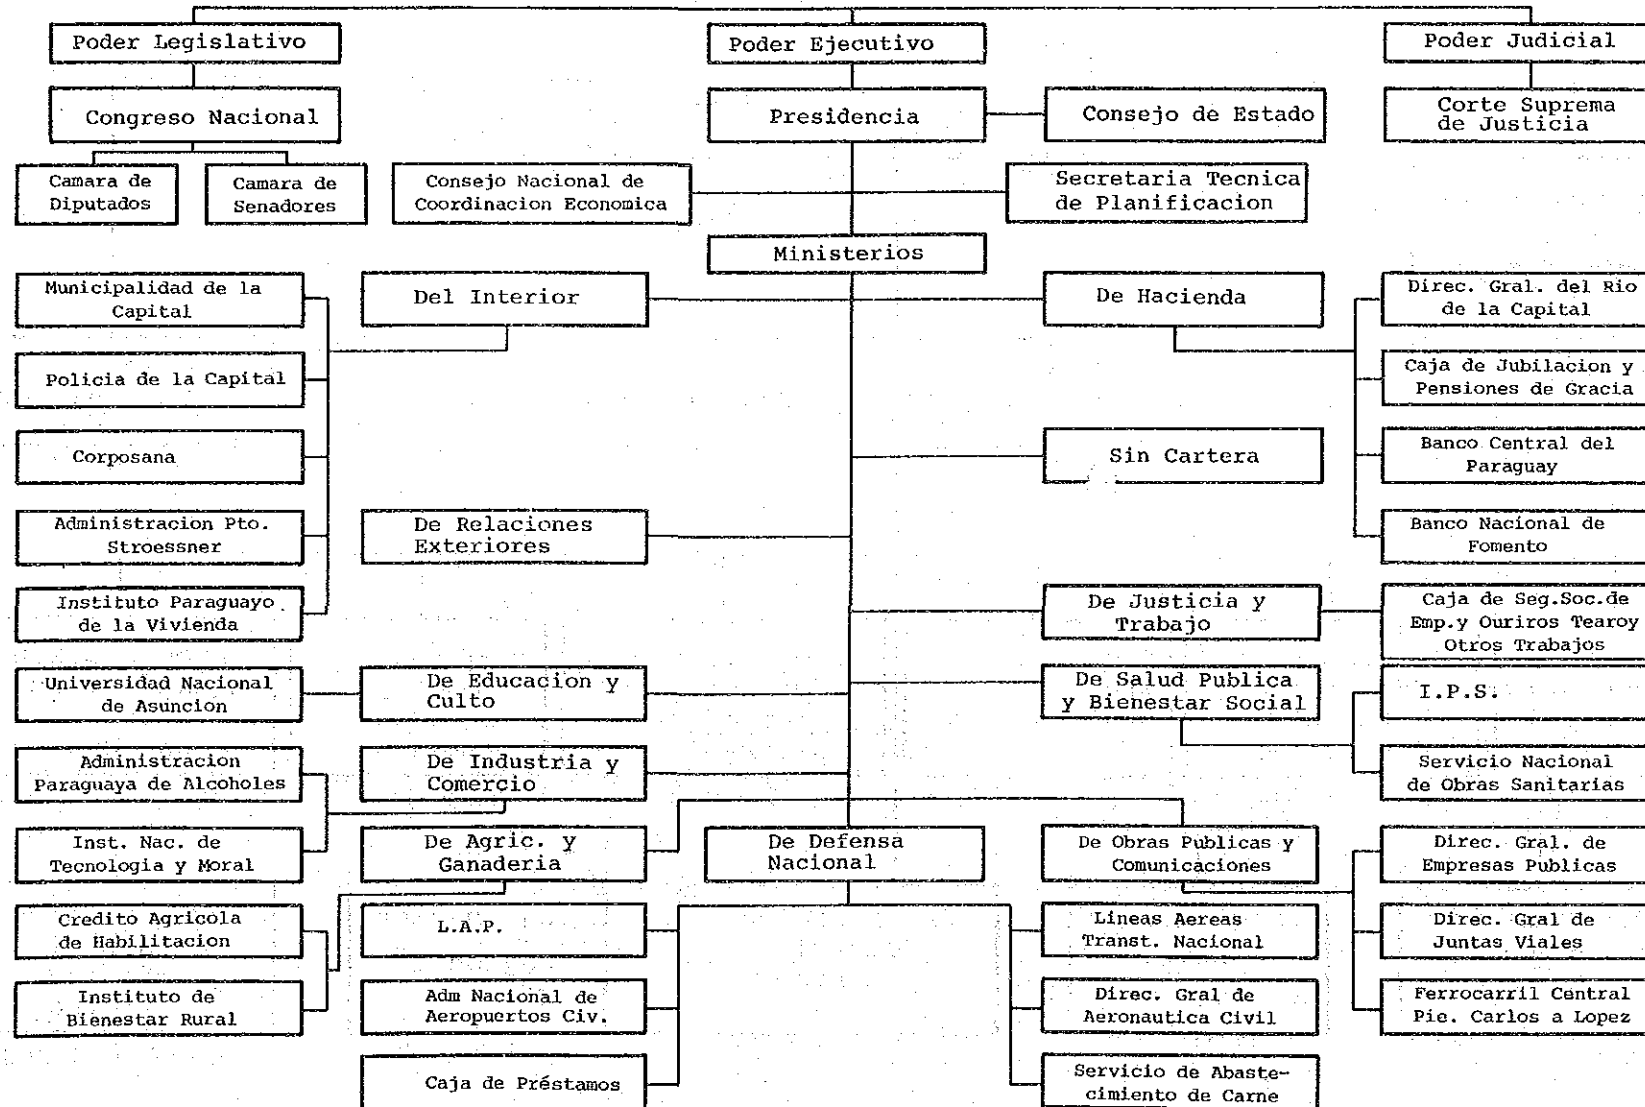 Poder Legislativo
Poder Ejecutivo
Poder Judicial
Congreso Nacional
Presidencia
Consejo de Estado
Corte Suprema
de Justicia
Camara de
Diputados
Camara de
Senadores
Consejo Nacional de
Coordinacion Economica
Secretaria Tecnica
de Planificacion
Ministerios
Municipalidad de la
Capital
Del Interior
De Hacienda
Direc. Gral. del Rio
de la Capital
Policia de la Capital
Caja de Jubilacion y
Pensiones de Gracia
Corposana
Sin Cartera
Banco Central del
Paraguay
Administracion Pto.
Stroessner
De Relaciones
Exteriores
Banco Nacional de
Fomento
Instituto Paraguayo
de la Vivienda
De Justicia y
Trabajo
Caja de Seg.Soc.de
Emp.y Ouriros Tearoy
Otros Trabajos
Universidad Nacional
de Asuncion
De Educacion y
Culto
De Salud Publica
y Bienestar Social
I.P.S.
Administracion
Paraguaya de Alcoholes
De Industria y
Comercio
Servicio Nacional
de Obras Sanitarias
Inst. Nac. de
Tecnologia y Moral
De Agric. y
Ganaderia
De Defensa
Nacional
De Obras Publicas y
Comunicaciones
Direc. Gral. de
Empresas Publicas
Credito Agricola
de Habilitacion
L.A.P.
Lineas Aereas
Transt. Nacional
Direc. Gral de
Juntas Viales
Instituto de
Bienestar Rural
Adm Nacional de
Aeropuertos Civ.
Direc. Gral de
Aeronautica Civil
Ferrocarril Central
Pie. Carlos a Lopez
Caja de Préstamos
Servicio de Abaste-
cimiento de Carne